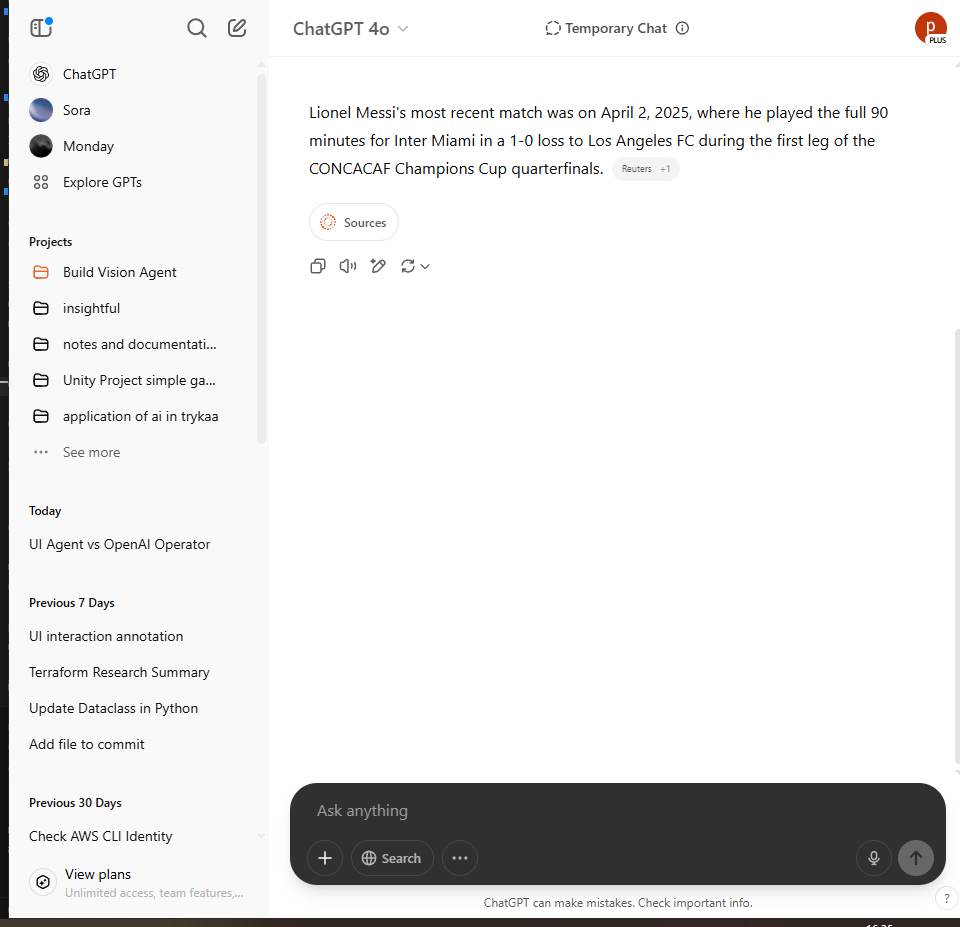 ChatGPT
Sora
Monday
Explore GPTs
Projects
Build Vision Agent
insightful
notes and documentati...
Unity Project simple ga...
application of ai in trykaa
See more
Today
UI Agent vs OpenAI Operator
Previous 7 Days
UI interaction annotation
Terraform Research Summary
Update Dataclass in Python
Add file to commit
Previous 30 Days
Check AWS CLI Identity
View plans
Unlimited access, team features,...
ChatGPT 4o
Temporary Chat
p
PLUS
Lionel Messi's most recent match was on April 2, 2025, where he played the full 90
minutes for Inter Miami in a 1-0 loss to Los Angeles FC during the first leg of the
CONCACAF Champions Cup quarterfinals. Reuters +1
Sources
Ask anything
Search
ChatGPT can make mistakes. Check important info.
?